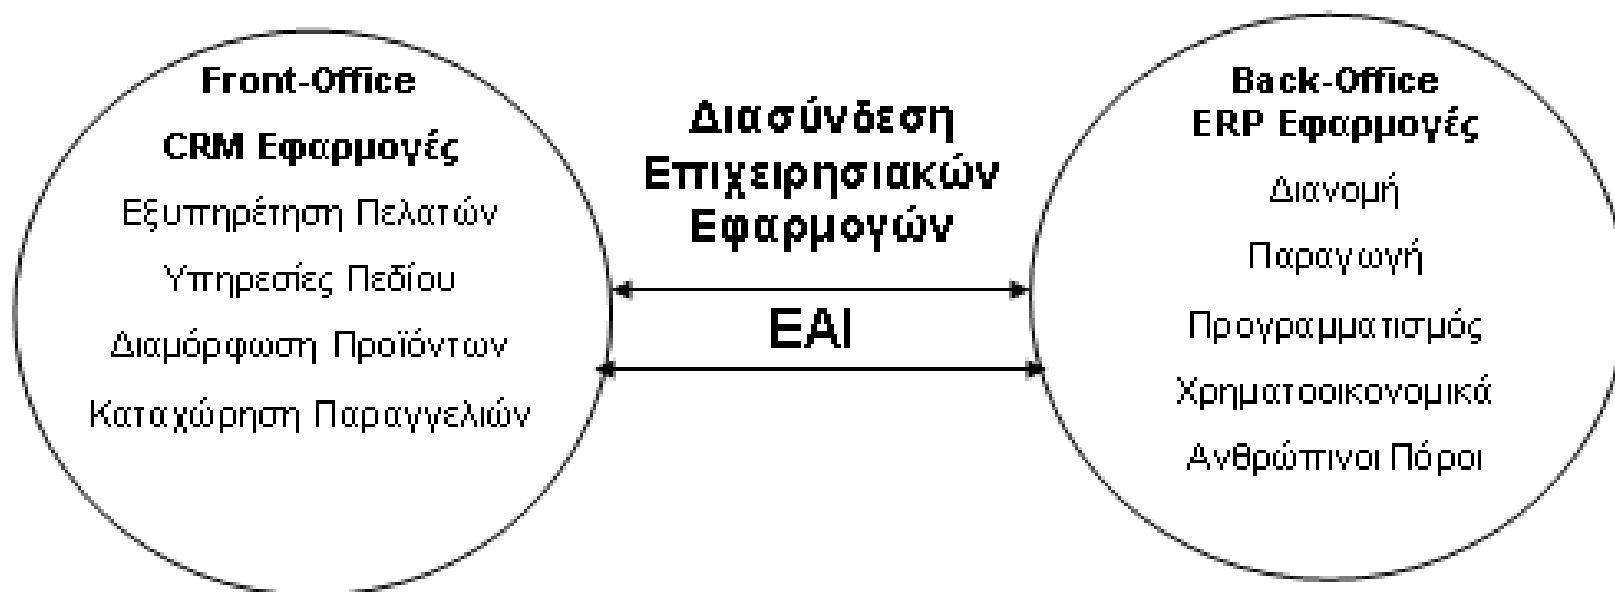 Front-Office
CRM Εφαρμογές
Εξυπηρέτηση Πελατών
Υπηρεσίες Πεδίου
Διαμόρφωση Προϊόντων
Καταχώρηση Παραγγελιών
Διασύνδεση
Επιχειρησιακών
Εφαρμογών
EAI
Back-Office
ERP Εφαρμογές
Διανομή
Παραγωγή
Προγραμματισμός
Χρηματοοικονομικά
Ανθρώπινοι Πόροι